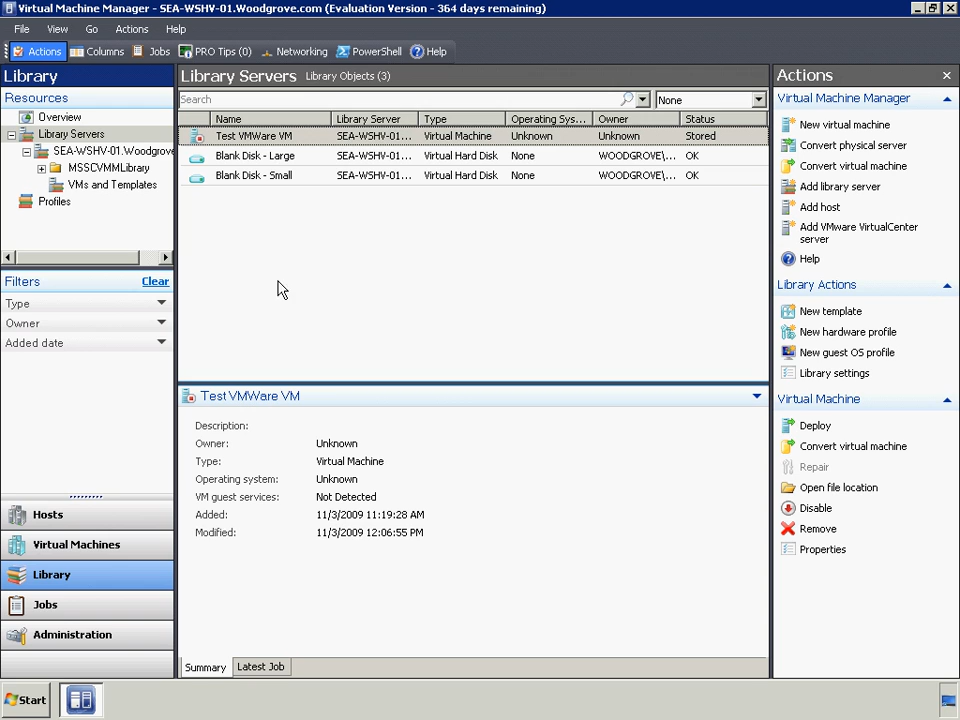 Virtual Machine Manager - SEA-WSHV-01.Woodgrove.com (Evaluation Version - 364 days remaining)
File View Go Actions Help
Actions Columns Jobs PRO Tips (0) Networking PowerShell Help
Library
Resources
Overview
Library Servers
SEA-WSHV-01.Woodgrove
MSSCVMMLibrary
VMs and Templates
Profiles
Filters Clear
Type
Owner
Added date
Hosts
Virtual Machines
Library
Jobs
Administration
Library Servers Library Objects (3)
Search None
Name Library Server Type Operating Sys... Owner Status
Test VMWare VM SEA-WSHV-01... Virtual Machine Unknown Unknown Stored
Blank Disk - Large SEA-WSHV-01... Virtual Hard Disk None WOODGROVE\... OK
Blank Disk - Small SEA-WSHV-01... Virtual Hard Disk None WOODGROVE\... OK
Test VMWare VM
Description:
Owner: Unknown
Type: Virtual Machine
Operating system: Unknown
VM guest services: Not Detected
Added: 11/3/2009 11:19:28 AM
Modified: 11/3/2009 12:06:55 PM
Summary Latest Job
Actions
Virtual Machine Manager
New virtual machine
Convert physical server
Convert virtual machine
Add library server
Add host
Add VMware VirtualCenter
server
Help
Library Actions
New template
New hardware profile
New guest OS profile
Library settings
Virtual Machine
Deploy
Convert virtual machine
Repair
Open file location
Disable
Remove
Properties
Start